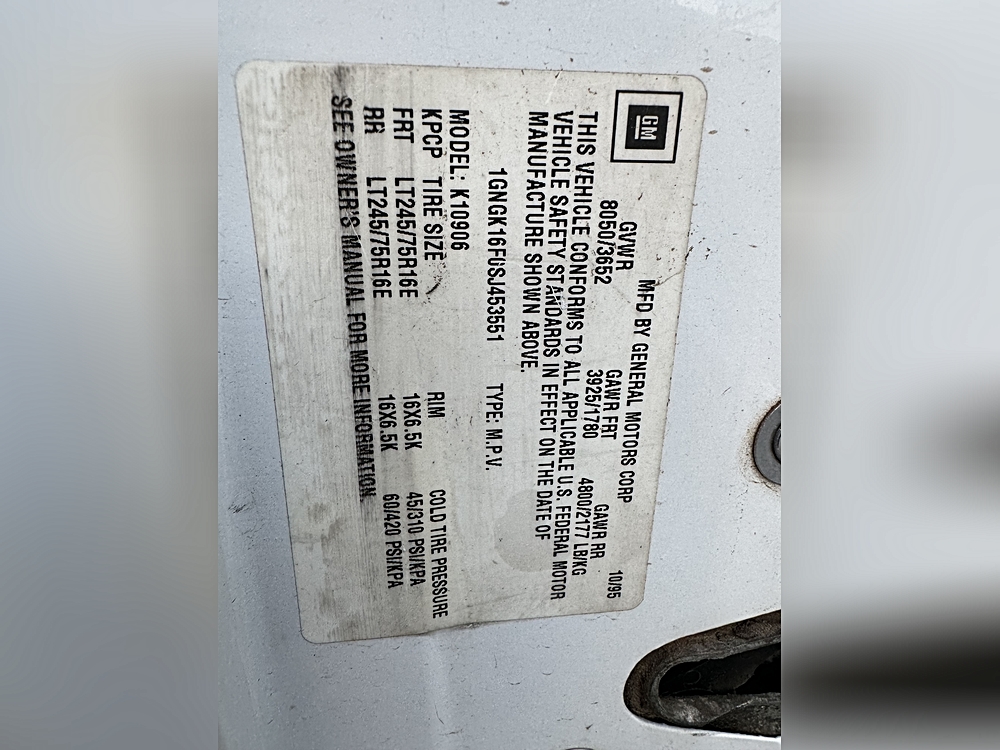 GM
MFD BY GENERAL MOTORS CORP 10/95
GVWR GAWR FRT GAWR RR
8050/3652 3925/1780 4800/2177 LB/KG
THIS VEHICLE CONFORMS TO ALL APPLICABLE U.S. FEDERAL MOTOR
VEHICLE SAFETY STANDARDS IN EFFECT ON THE DATE OF
MANUFACTURE SHOWN ABOVE.
1GNGK16F0SJ453551 TYPE: M.P.V.
MODEL: K10906
KPCP TIRE SIZE RIM COLD TIRE PRESSURE
FRT LT245/75R16E 16X6.5K 45/310 PSI/KPA
RR LT245/75R16E 16X6.5K 60/420 PSI/KPA
SEE OWNER'S MANUAL FOR MORE INFORMATION